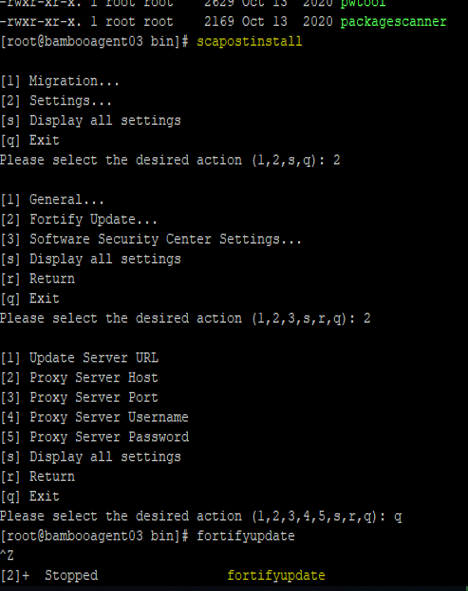 -rwxr-xr-x. 1 root root    2629 Oct 13  2020 pwtool
-rwxr-xr-x. 1 root root    2169 Oct 13  2020 packagescanner
[root@bambooagent03 bin]# scapostinstall
[1] Migration...
[2] Settings...
[s] Display all settings
[q] Exit
Please select the desired action (1,2,s,q): 2
[1] General...
[2] Fortify Update...
[3] Software Security Center Settings...
[s] Display all settings
[r] Return
[q] Exit
Please select the desired action (1,2,3,s,r,q): 2
[1] Update Server URL
[2] Proxy Server Host
[3] Proxy Server Port
[4] Proxy Server Username
[5] Proxy Server Password
[s] Display all settings
[r] Return
[q] Exit
Please select the desired action (1,2,3,4,5,s,r,q): q
[root@bambooagent03 bin]# fortifyupdate
^Z
[2]+  Stopped                 fortifyupdate